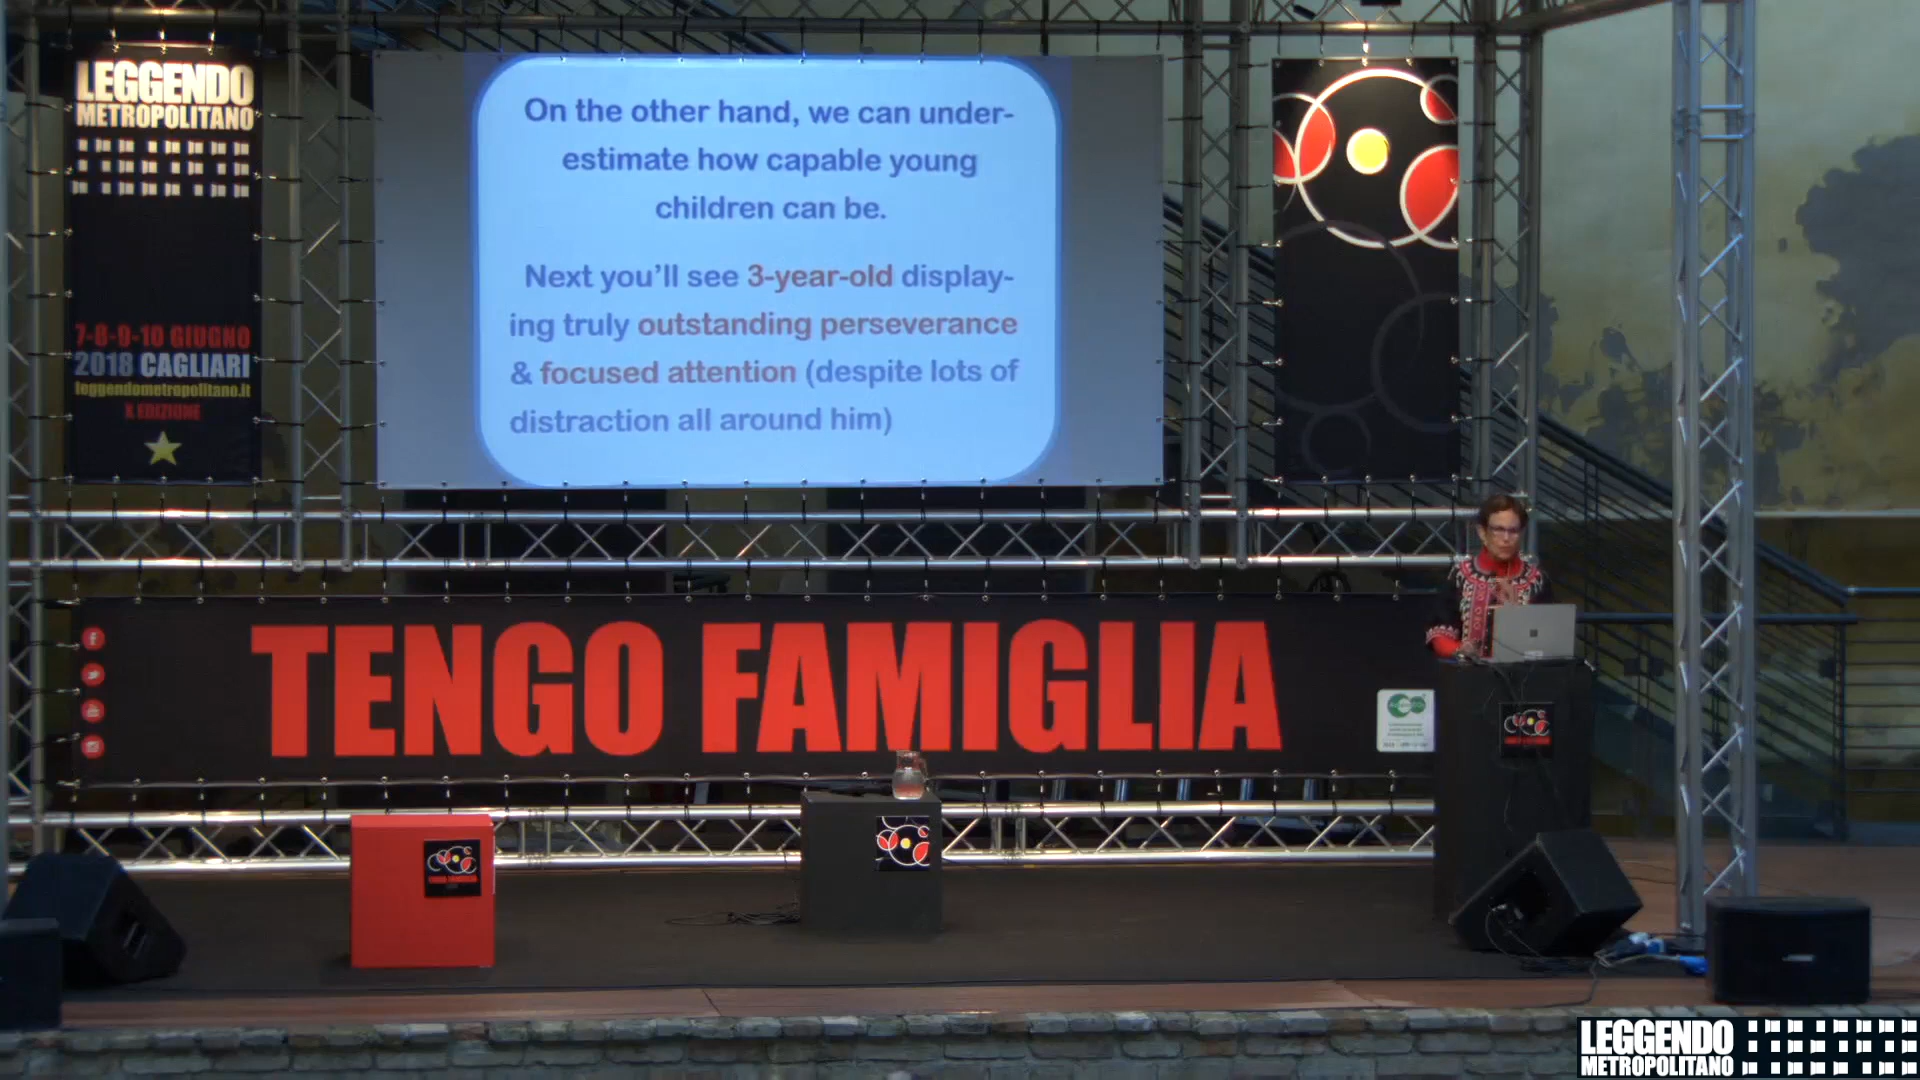 LEGGENDO
METROPOLITANO
7-8-9-10 GIUGNO
2018 CAGLIARI
leggendometropolitano.it
X EDIZIONE
On the other hand, we can under-
estimate how capable young
children can be.
Next you’ll see 3-year-old display-
ing truly outstanding perseverance
& focused attention (despite lots of
distraction all around him)
TENGO FAMIGLIA
LEGGENDO
METROPOLITANO